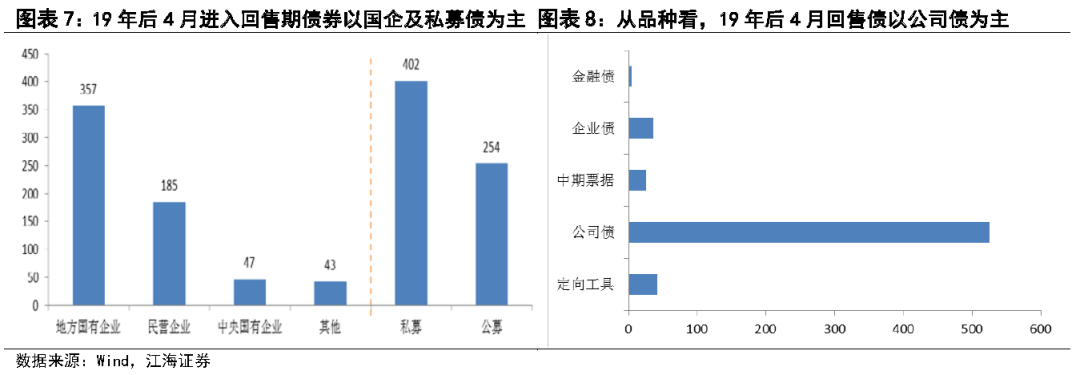 图表7：19年后4月进入回售期债券以国企及私募债为主
450
400
350
300
250
200
150
100
50
0
357
185
47
43
402
254
地方国有企业 民营企业 中央国有企业 其他 私募 公募
图表8：从品种看，19年后4月回售债以公司债为主
金融债
企业债
中期票据
公司债
定向工具
0 100 200 300 400 500 600
数据来源：Wind，江海证券